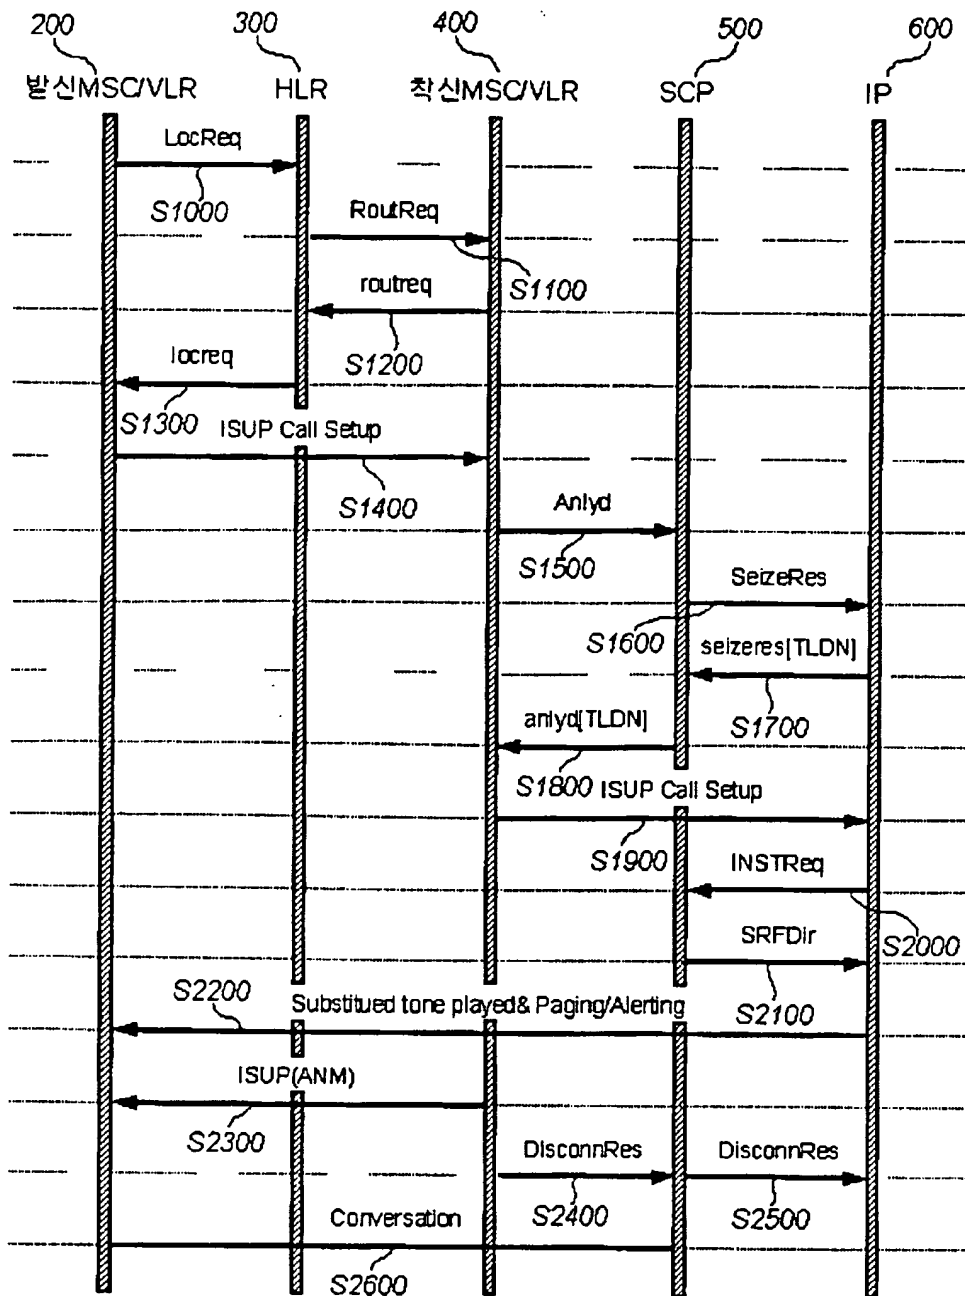 200 300 400 500 600
발신MSC/VLR HLR 착신MSC/VLR SCP IP
LocReq
S1000
RoutReq
S1100
routreq
S1200
locreq
S1300
ISUP Call Setup
S1400
Anlyd
S1500
SeizeRes
S1600
seizeres[TLDN]
S1700
anlyd[TLDN]
S1800
ISUP Call Setup
S1900
INSTReq
S2000
SRFDir
S2100
S2200
Substitued tone played& Paging/Alerting
ISUP(ANM)
S2300
DisconnRes DisconnRes
S2400 S2500
Conversation
S2600